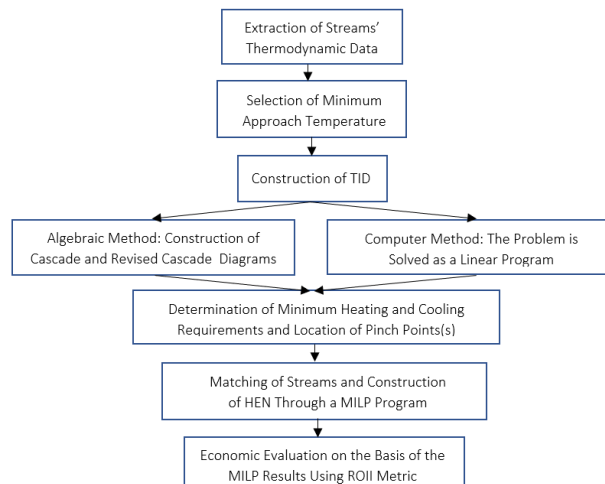 Extraction of Streams'
Thermodynamic Data
Selection of Minimum
Approach Temperature
Construction of TID
Algebraic Method: Construction of
Cascade and Revised Cascade Diagrams
Computer Method: The Problem is
Solved as a Linear Program
Determination of Minimum Heating and Cooling
Requirements and Location of Pinch Points(s)
Matching of Streams and Construction
of HEN Through a MILP Program
Economic Evaluation on the Basis of the
MILP Results Using ROII Metric